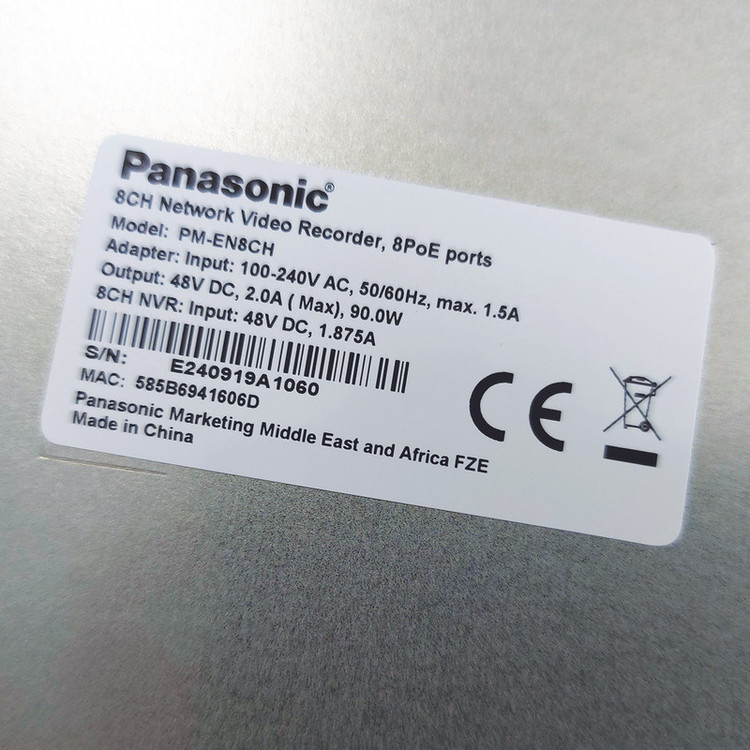 Panasonic®
8CH Network Video Recorder, 8PoE ports
Model: PM-EN8CH
Adapter: Input: 100-240V AC, 50/60Hz, max. 1.5A
Output: 48V DC, 2.0A ( Max), 90.0W
8CH NVR: Input: 48V DC, 1.875A
S/N: E240919A1060
MAC: 585B6941606D
Panasonic Marketing Middle East and Africa FZE
Made in China
CE